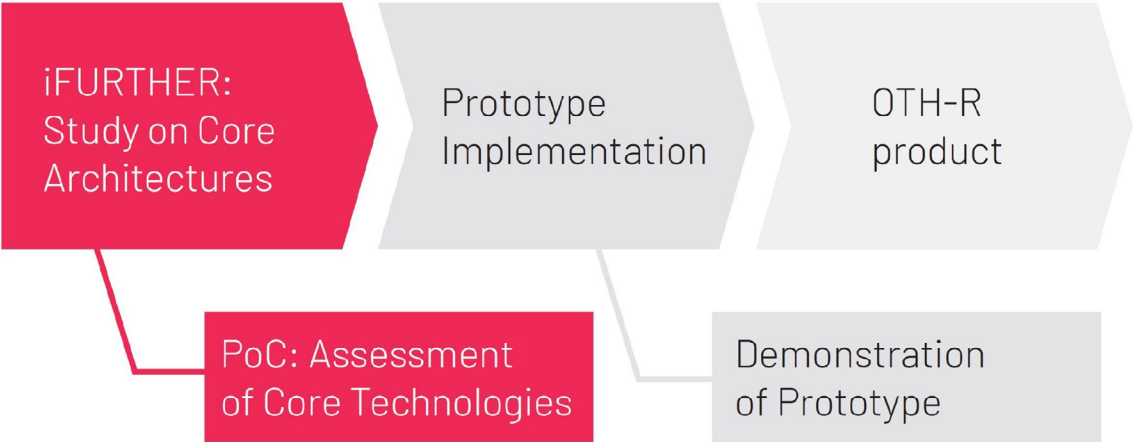 iFURTHER:
Study on Core
Architectures
Prototype
Implementation
OTH-R
product
PoC: Assessment
of Core Technologies
Demonstration
of Prototype